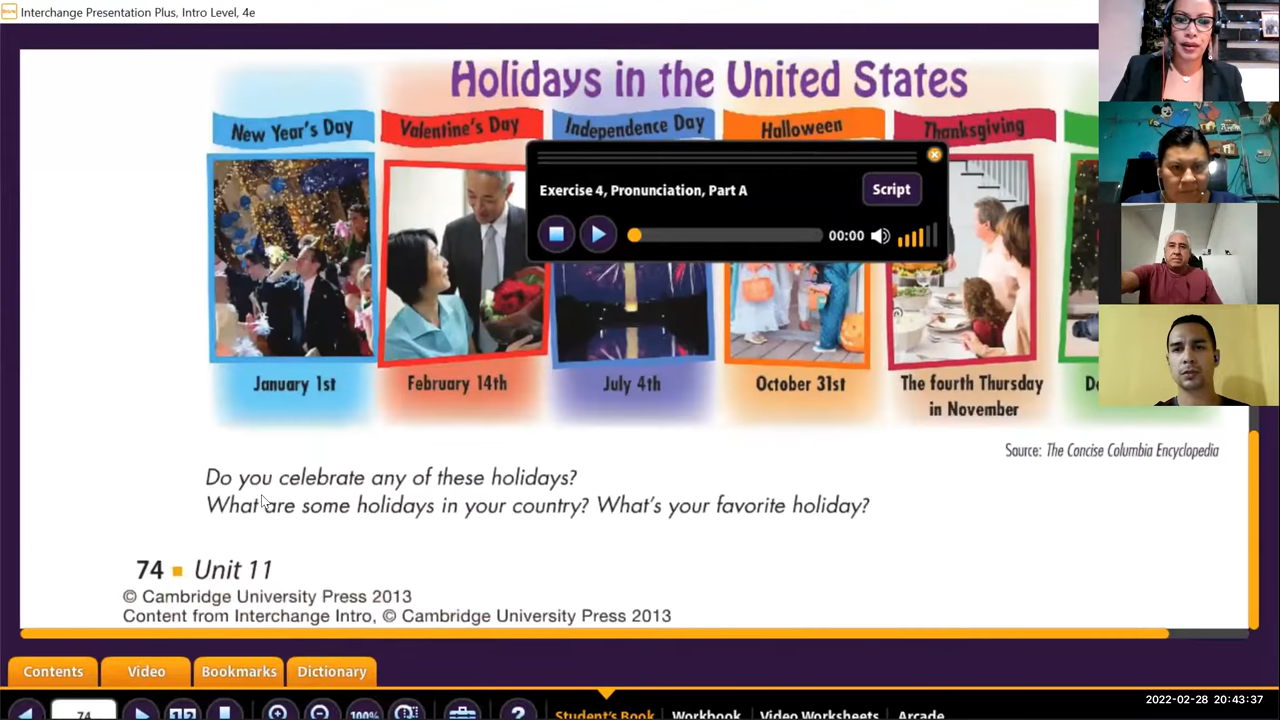 Interchange Presentation Plus, Intro Level, 4e
Holidays in the United States
New Year's Day
Valentine's Day
Independence Day
Halloween
Thanksgiving
Exercise 4, Pronunciation, Part A
Script
00:00
January 1st
February 14th
July 4th
October 31st
The fourth Thursday
in November
Source: The Concise Columbia Encyclopedia
Do you celebrate any of these holidays?
What are some holidays in your country? What's your favorite holiday?
74 Unit 11
© Cambridge University Press 2013
Content from Interchange Intro, © Cambridge University Press 2013
Contents
Video
Bookmarks
Dictionary
2022-02-28 20:43:37
74
100%
?
Student's Book
Workbook
Video Worksheets
Arcade